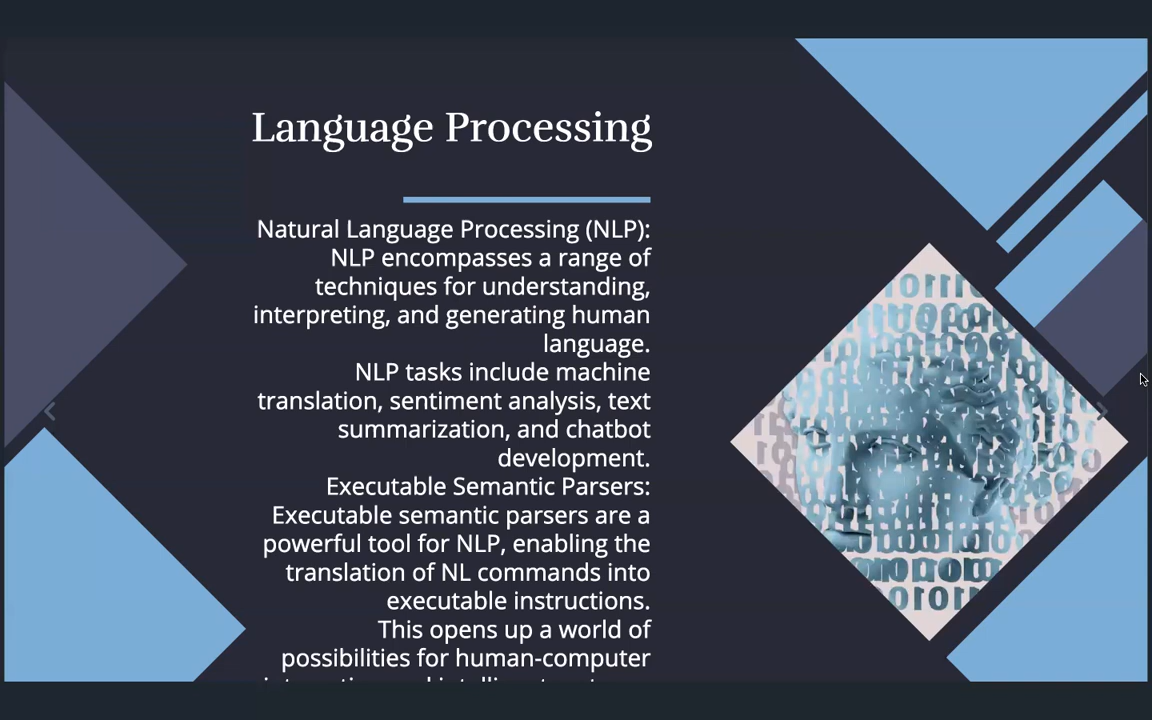 Language Processing
Natural Language Processing (NLP):
NLP encompasses a range of
techniques for understanding,
interpreting, and generating human
language.
NLP tasks include machine
translation, sentiment analysis, text
summarization, and chatbot
development.
Executable Semantic Parsers:
Executable semantic parsers are a
powerful tool for NLP, enabling the
translation of NL commands into
executable instructions.
This opens up a world of
possibilities for human-computer